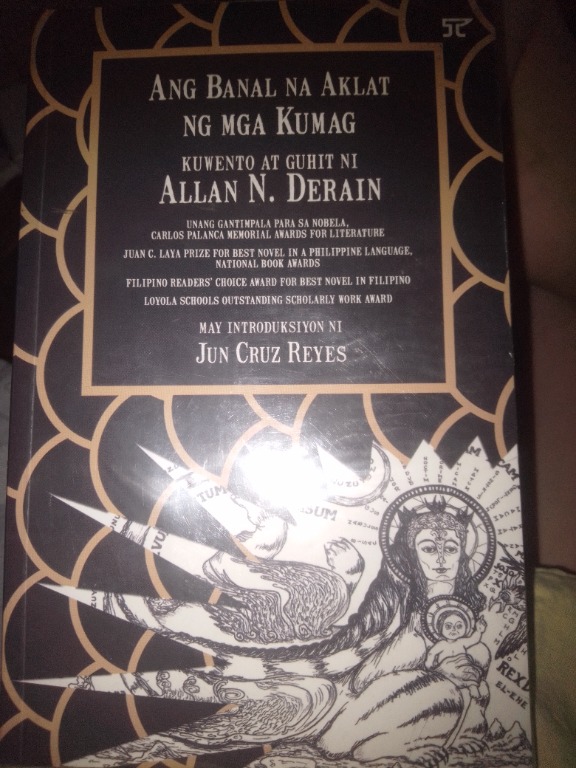 ANG BANAL NA AKLAT
NG MGA KUMAG
KUWENTO AT GUHIT NI
ALLAN N. DERAIN
UNANG GANTIMPALA PARA SA NOBELA,
CARLOS PALANCA MEMORIAL AWARDS FOR LITERATURE
JUAN C. LAYA PRIZE FOR BEST NOVEL IN A PHILIPPINE LANGUAGE,
NATIONAL BOOK AWARDS
FILIPINO READERS' CHOICE AWARD FOR BEST NOVEL IN FILIPINO
LOYOLA SCHOOLS OUTSTANDING SCHOLARLY WORK AWARD
MAY INTRODUKSIYON NI
JUN CRUZ REYES
TUM